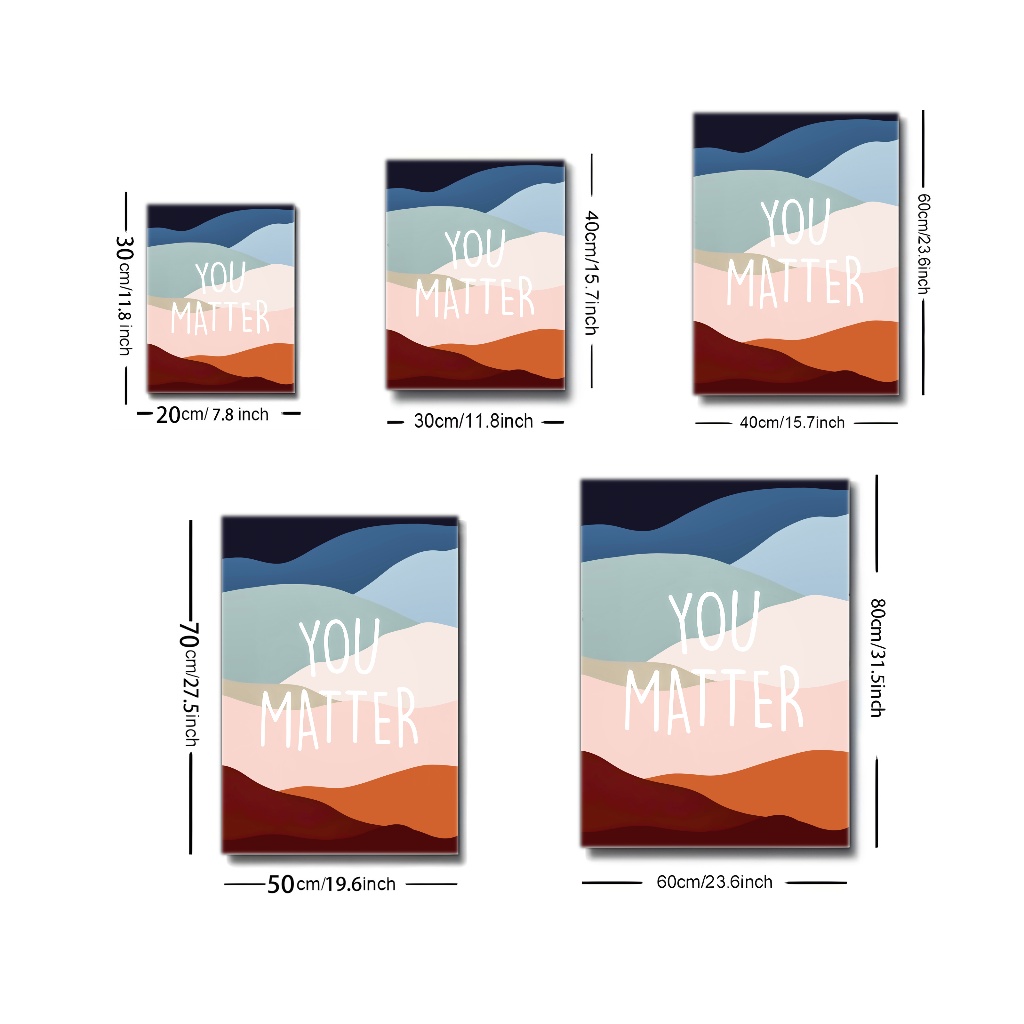 YOU
MATTER
30cm/11.8 inch
20cm/ 7.8 inch
YOU
MATTER
40cm/15.7inch
30cm/11.8inch
YOU
MATTER
60cm/23.6inch
40cm/15.7inch
YOU
MATTER
70cm/27.5inch
50cm/19.6inch
YOU
MATTER
80cm/31.5inch
60cm/23.6inch